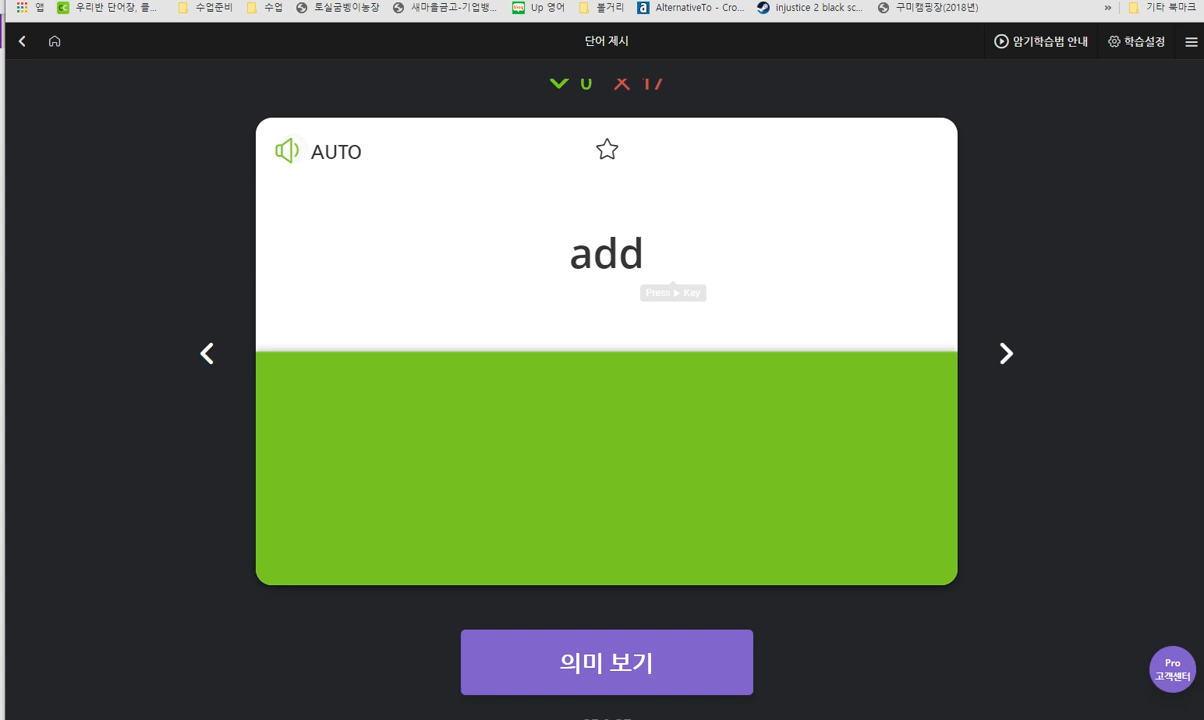 앱 우리반 단어장, 클... 수업준비 수업 토실굼벵이농장 새마을금고-기업뱅... Up 영어 볼거리 AlternativeTo - Cro... injustice 2 black sc... 구미캠핑장(2018년) » 기타 북마크
단어 제시 암기학습법 안내 학습설정
0 17
AUTO
add
Press ▶ Key
의미 보기
Pro
고객센터